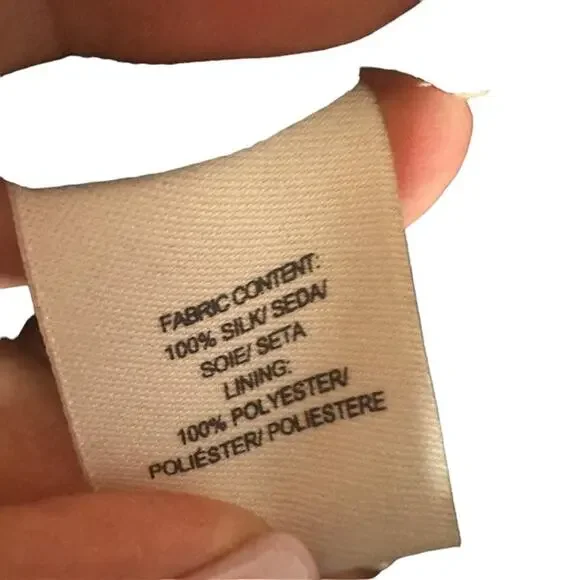 FABRIC CONTENT:
100% SILK/ SEDA/
SOIE/ SETA
LINING:
100% POLYESTER/
POLIÉSTER/ POLIESTERE